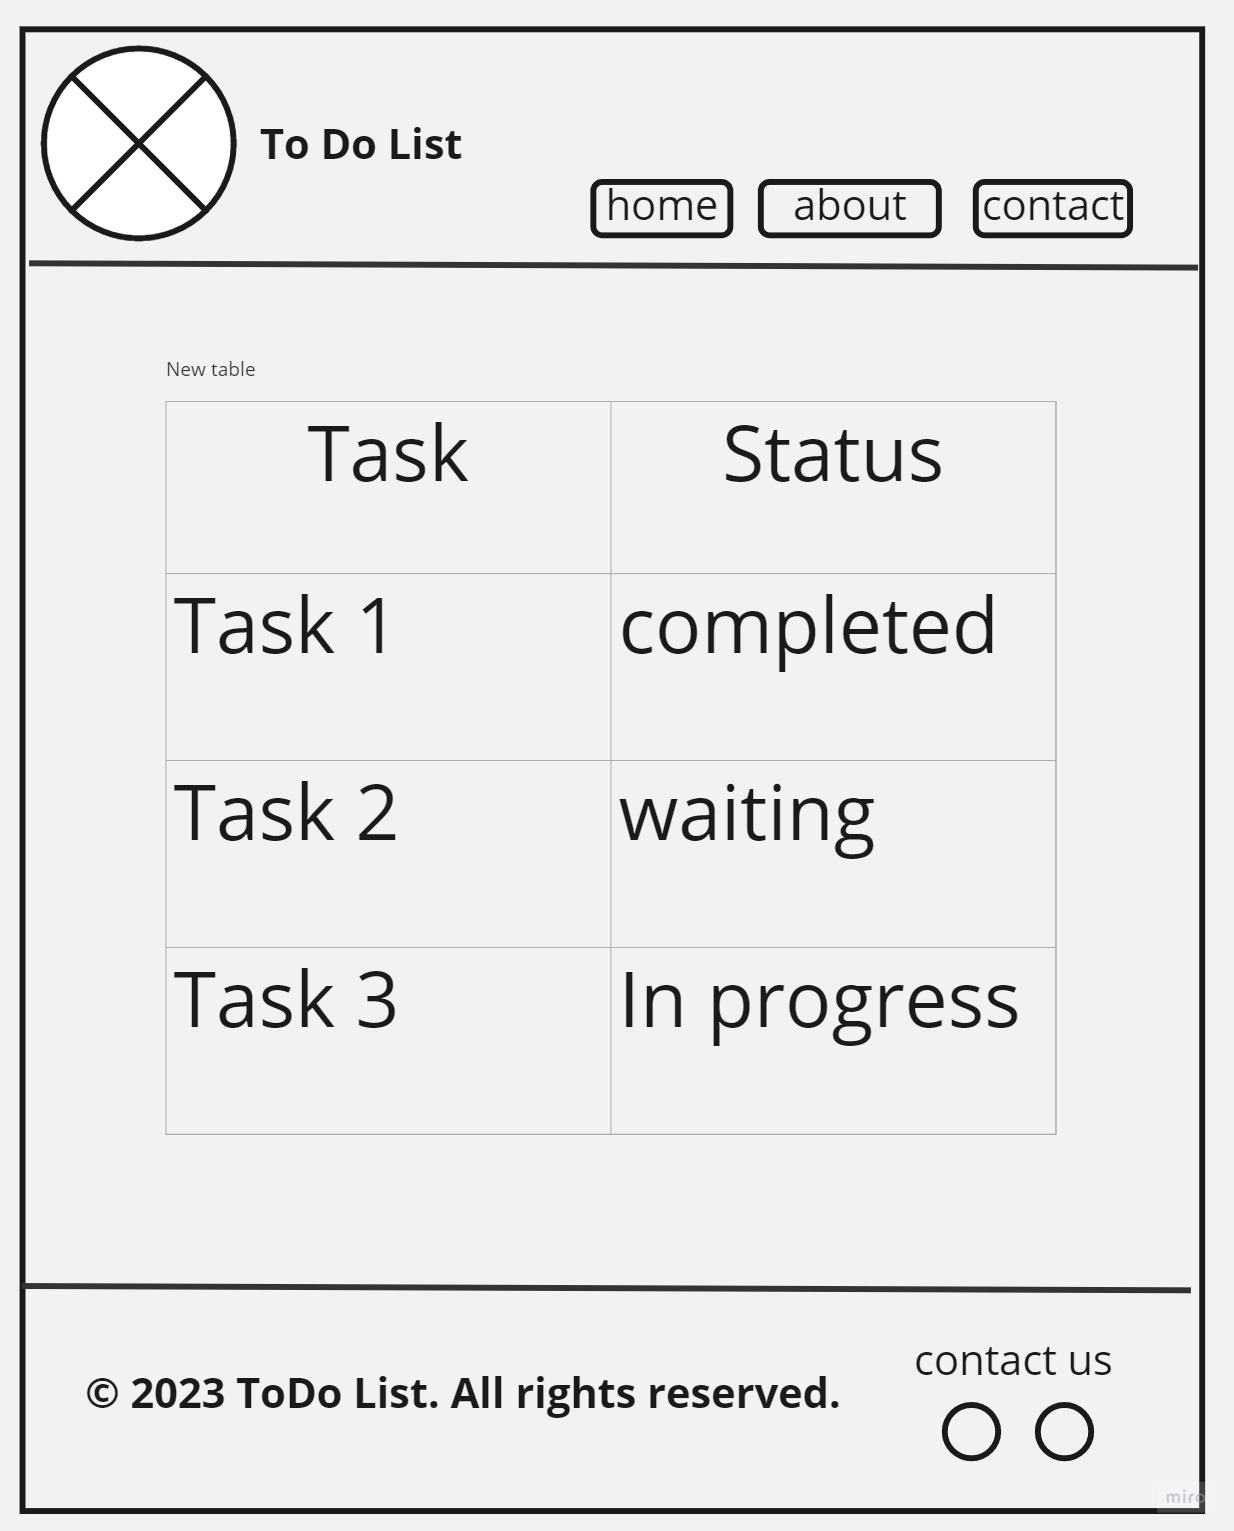 To Do List
home about contact
New table
Task Status
Task 1 completed
Task 2 waiting
Task 3 In progress
contact us
© 2023 ToDo List. All rights reserved.
miro